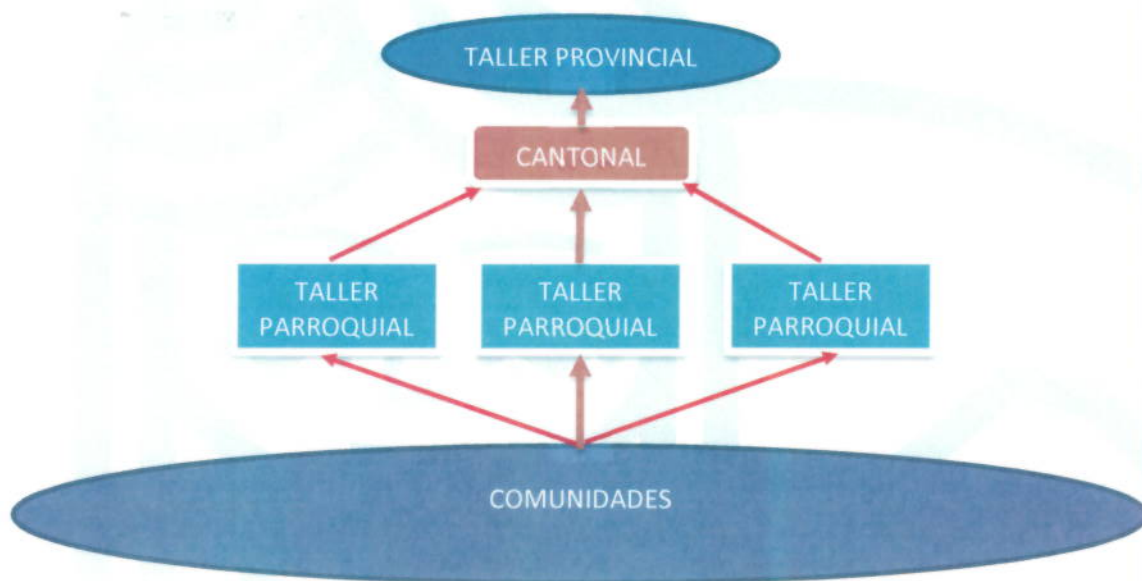 TALLER PROVINCIAL
CANTONAL
TALLER
PARROQUIAL
TALLER
PARROQUIAL
TALLER
PARROQUIAL
COMUNIDADES